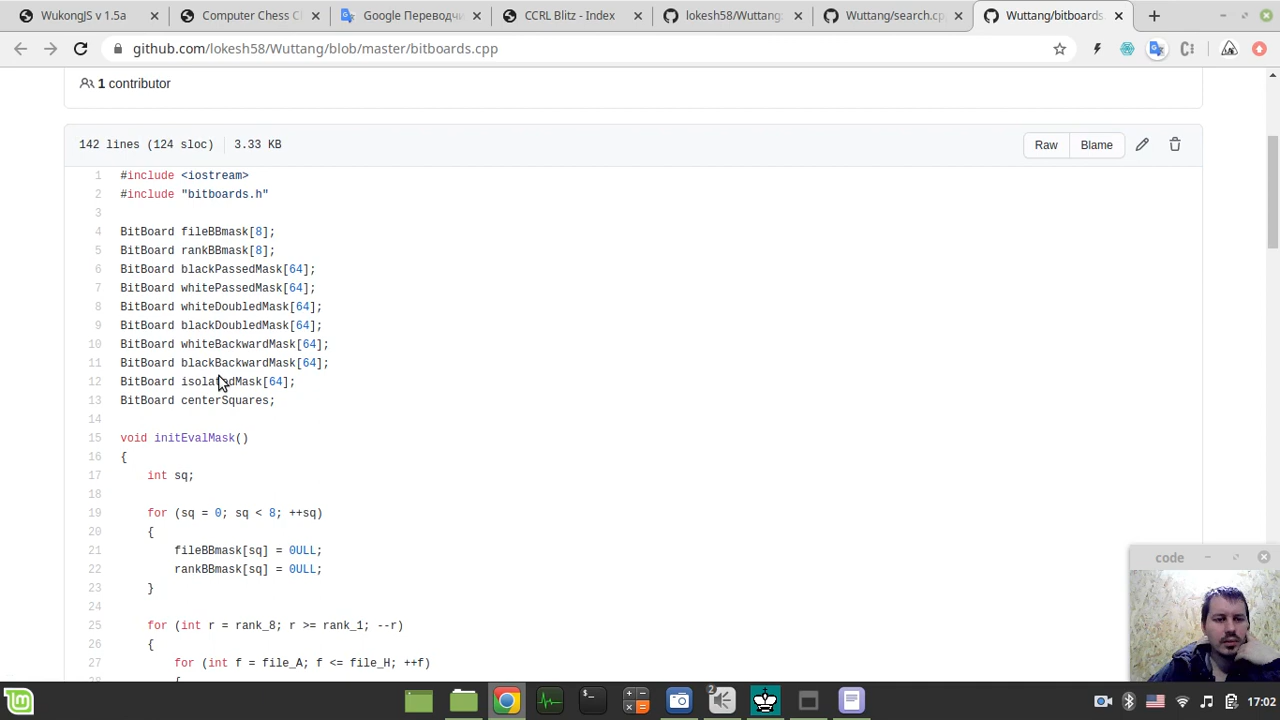 WukongJS v 1.5a
Computer Chess C
Google Переводч
CCRL Blitz - Index
lokesh58/Wuttang:
Wuttang/search.cp
Wuttang/bitboards.
github.com/lokesh58/Wuttang/blob/master/bitboards.cpp
1 contributor
142 lines (124 sloc) 3.33 KB
Raw Blame
1 #include <iostream>
2 #include "bitboards.h"
3
4 BitBoard fileBBmask[8];
5 BitBoard rankBBmask[8];
6 BitBoard blackPassedMask[64];
7 BitBoard whitePassedMask[64];
8 BitBoard whiteDoubledMask[64];
9 BitBoard blackDoubledMask[64];
10 BitBoard whiteBackwardMask[64];
11 BitBoard blackBackwardMask[64];
12 BitBoard isolatedMask[64];
13 BitBoard centerSquares;
14
15 void initEvalMask()
16 {
17 int sq;
18
19 for (sq = 0; sq < 8; ++sq)
20 {
21 fileBBmask[sq] = 0ULL;
22 rankBBmask[sq] = 0ULL;
23 }
24
25 for (int r = rank_8; r >= rank_1; --r)
26 {
27 for (int f = file_A; f <= file_H; ++f)
code
2
17:02